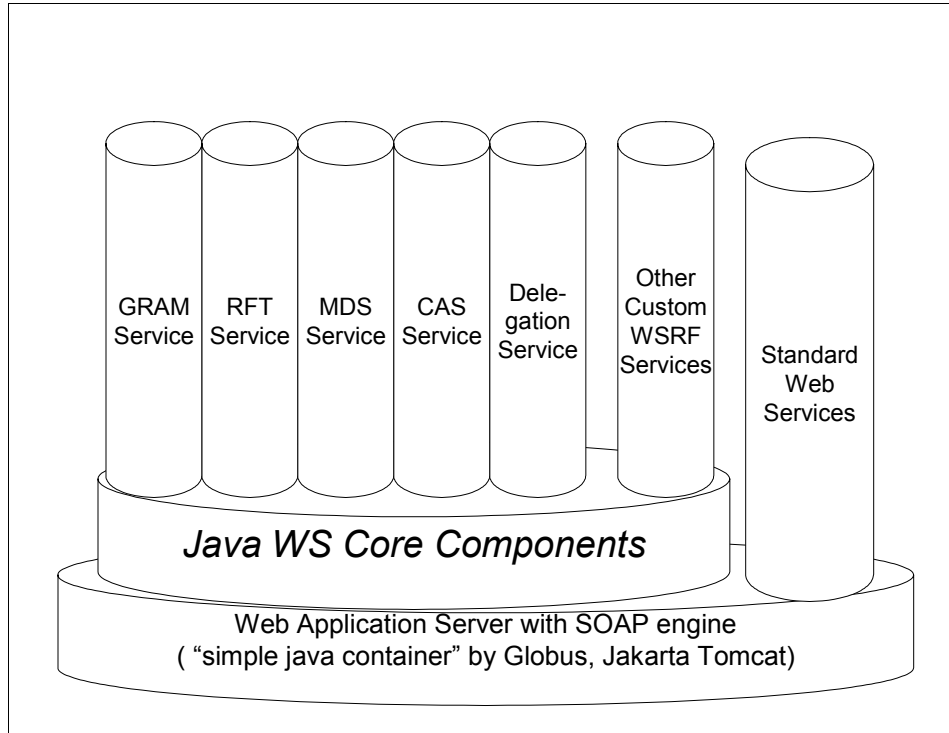 GRAM
Service
RFT
Service
MDS
Service
CAS
Service
Dele-
gation
Service
Other
Custom
WSRF
Services
Standard
Web
Services
Java WS Core Components
Web Application Server with SOAP engine
( “simple java container” by Globus, Jakarta Tomcat)